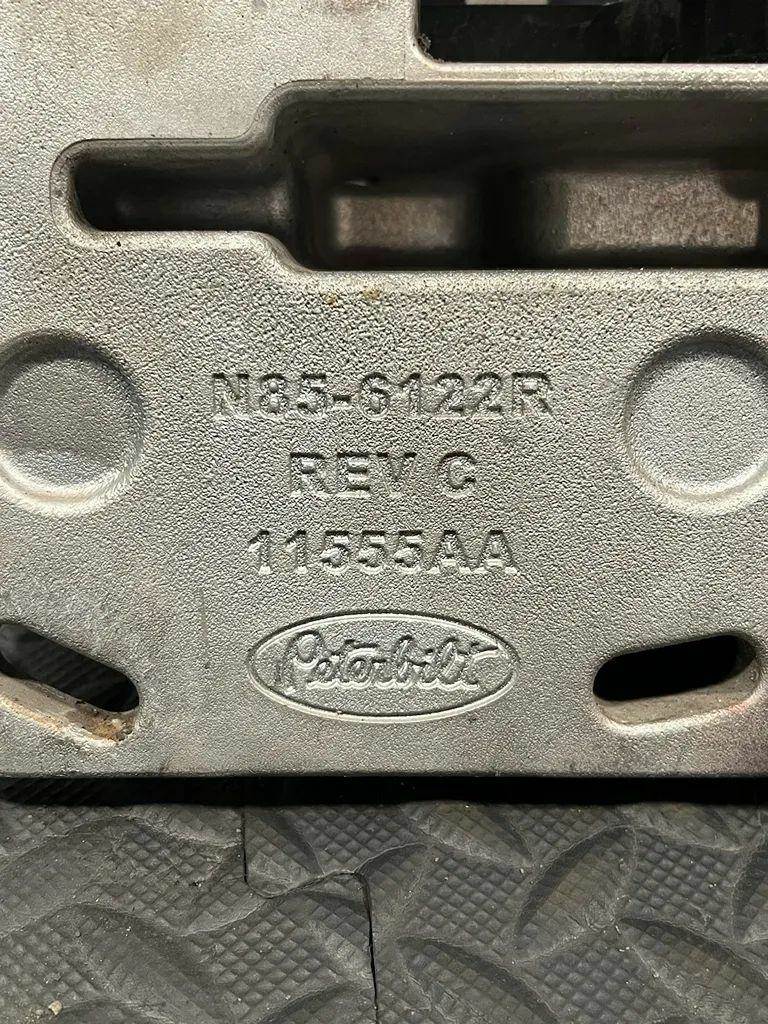 N85-6122R
REV C
11555AA
Peterbilt